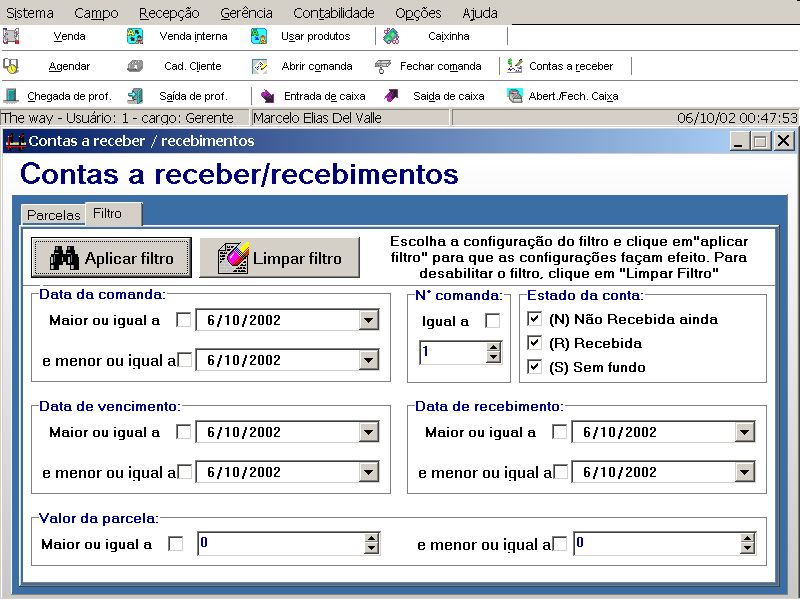 Sistema Campo Recepção Gerência Contabilidade Opções Ajuda
Venda Venda interna Usar produtos Caixinha
Agendar Cad. Cliente Abrir comanda Fechar comanda Contas a receber
Chegada de prof. Saída de prof. Entrada de caixa Saida de caixa Abert./Fech. Caixa
The way - Usuário: 1 - cargo: Gerente Marcelo Elias Del Valle 06/10/02 00:47:53
Contas a receber / recebimentos
Contas a receber/recebimentos
Parcelas Filtro
Aplicar filtro Limpar filtro
Escolha a configuração do filtro e clique em"aplicar
filtro" para que as configurações façam efeito. Para
desabilitar o filtro, clique em "Limpar Filtro"
Data da comanda: N° comanda: Estado da conta:
Maior ou igual a 6/10/2002 Igual a (N) Não Recebida ainda
1 (R) Recebida
e menor ou igual a 6/10/2002 (S) Sem fundo
Data de vencimento: Data de recebimento:
Maior ou igual a 6/10/2002 Maior ou igual a 6/10/2002
e menor ou igual a 6/10/2002 e menor ou igual a 6/10/2002
Valor da parcela:
Maior ou igual a 0 e menor ou igual a 0